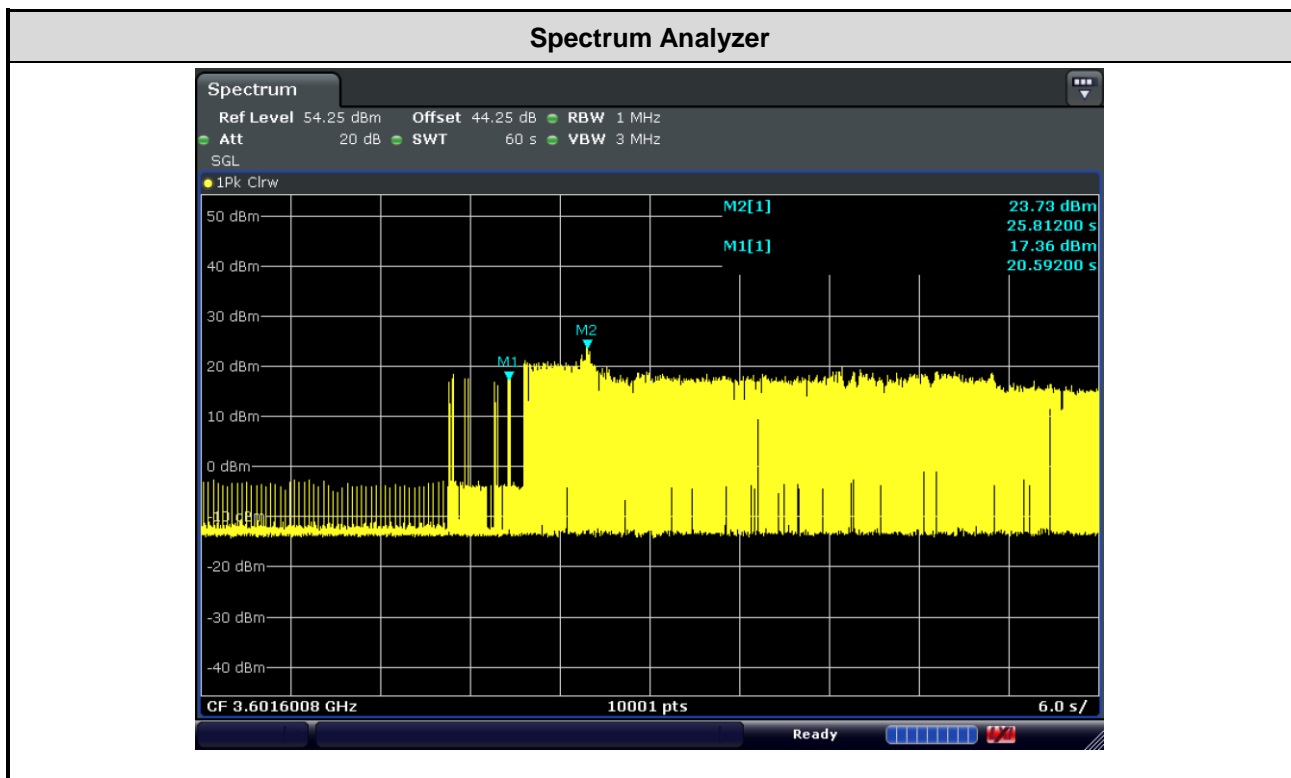 Spectrum Analyzer
Spectrum
Ref Level 54.25 dBm Offset 44.25 dB RBW 1 MHz
Att 20 dB SWT 60 s VBW 3 MHz
SGL
1Pk Clrw
M2[1] 23.73 dBm
25.81200 s
M1[1] 17.36 dBm
20.59200 s
50 dBm
40 dBm
30 dBm
M2
20 dBm
M1
10 dBm
0 dBm
-10 dBm
-20 dBm
-30 dBm
-40 dBm
CF 3.6016008 GHz 10001 pts 6.0 s/
Ready